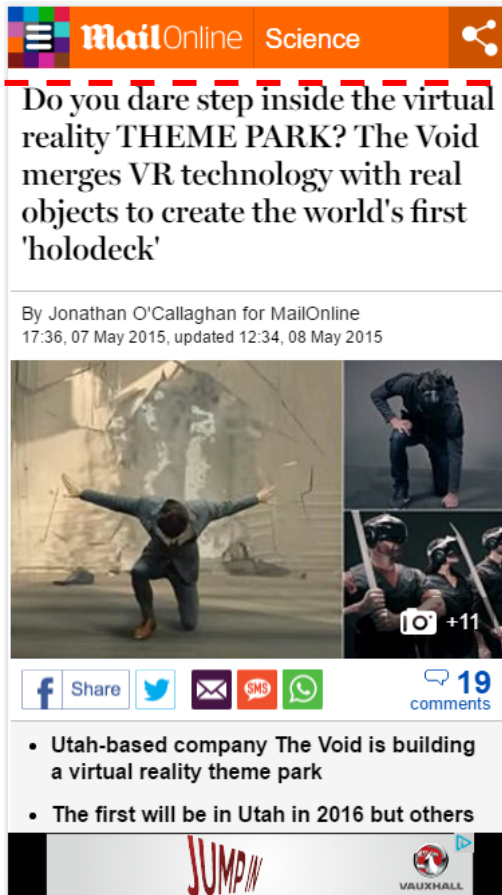 Mail Online Science
Do you dare step inside the virtual
reality THEME PARK? The Void
merges VR technology with real
objects to create the world's first
'holodeck'
By Jonathan O'Callaghan for MailOnline
17:36, 07 May 2015, updated 12:34, 08 May 2015
+11
f Share
SMS
19
comments
• Utah-based company The Void is building
a virtual reality theme park
• The first will be in Utah in 2016 but others
JUMP IN
VAUXHALL